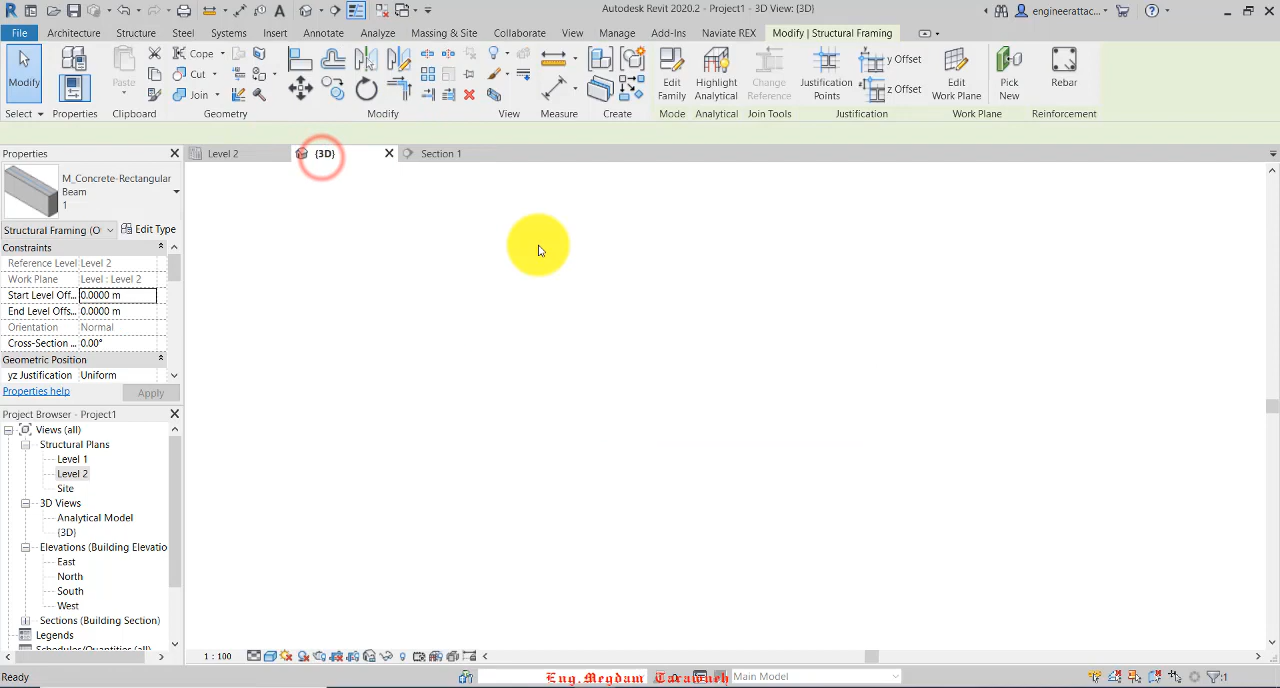 Autodesk Revit 2020.2 - Project1 - 3D View: {3D}
engineerattac...
File
Architecture
Structure
Steel
Systems
Insert
Annotate
Analyze
Massing & Site
Collaborate
View
Manage
Add-Ins
Naviate REX
Modify | Structural Framing
Modify
Paste
Cope
Cut
Join
Edit
Family
Highlight
Analytical
Change
Reference
Justification
Points
y Offset
z Offset
Edit
Work Plane
Pick
New
Rebar
Select
Properties
Clipboard
Geometry
Modify
View
Measure
Create
Mode
Analytical
Join Tools
Justification
Work Plane
Reinforcement
Properties
Level 2
{3D}
Section 1
M_Concrete-Rectangular
Beam
1
Structural Framing (O
Edit Type
Constraints
Reference Level Level 2
Work Plane Level : Level 2
Start Level Off... 0.0000 m
End Level Offs... 0.0000 m
Orientation Normal
Cross-Section ... 0.00°
Geometric Position
yz Justification Uniform
Properties help
Apply
Project Browser - Project1
Views (all)
Structural Plans
Level 1
Level 2
Site
3D Views
Analytical Model
{3D}
Elevations (Building Elevatio
East
North
South
West
Sections (Building Section)
Legends
Schedules/Quantities (all)
1 : 100
Ready
Eng.Meqdam Tarawneh
Main Model
:1